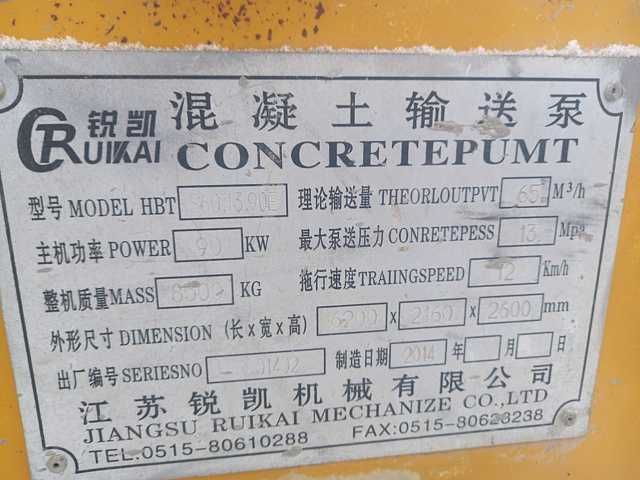 锐凯 混凝土输送泵
RUIKAI CONCRETEPUMT
型号 MODEL HBT 60.13.90E 理论输送量 THEORLOUTPVT 65 M³/h
主机功率 POWER 90 KW 最大泵送压力 CONRETEPESS 13 Mpa
整机质量 MASS 6500 KG 拖行速度 TRAIINGSPEED 12 Km/h
外形尺寸 DIMENSION (长x宽x高) 6200 x 2160 x 2600 mm
出厂编号 SERIESNO 制造日期 2014 年 月 日
江苏锐凯机械有限公司
JIANGSU RUIKAI MECHANIZE CO.,LTD
TEL.0515-80610288 FAX:0515-80623238